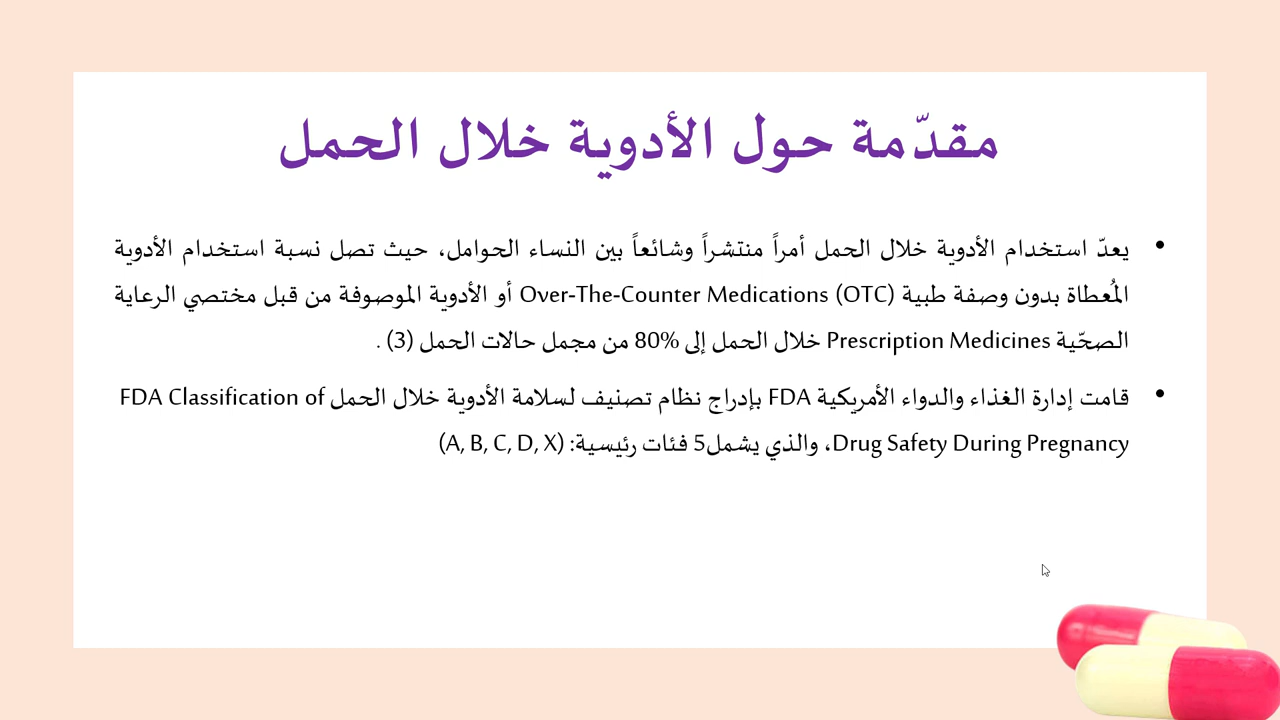 مقدّمة حول الأدوية خلال الحمل
• يعدّ استخدام الأدوية خلال الحمل أمراً منتشراً وشائعاً بين النساء الحوامل، حيث تصل نسبة استخدام الأدوية
المُعطاة بدون وصفة طبية Over-The-Counter Medications (OTC) أو الأدوية الموصوفة من قبل مختصي الرعاية
الصحّية Prescription Medicines خلال الحمل إلى 80% من مجمل حالات الحمل (3) .
• قامت إدارة الغذاء والدواء الأمريكية FDA بإدراج نظام تصنيف لسلامة الأدوية خلال الحمل FDA Classification of
Drug Safety During Pregnancy، والذي يشمل5 فئات رئيسية: (A, B, C, D, X)